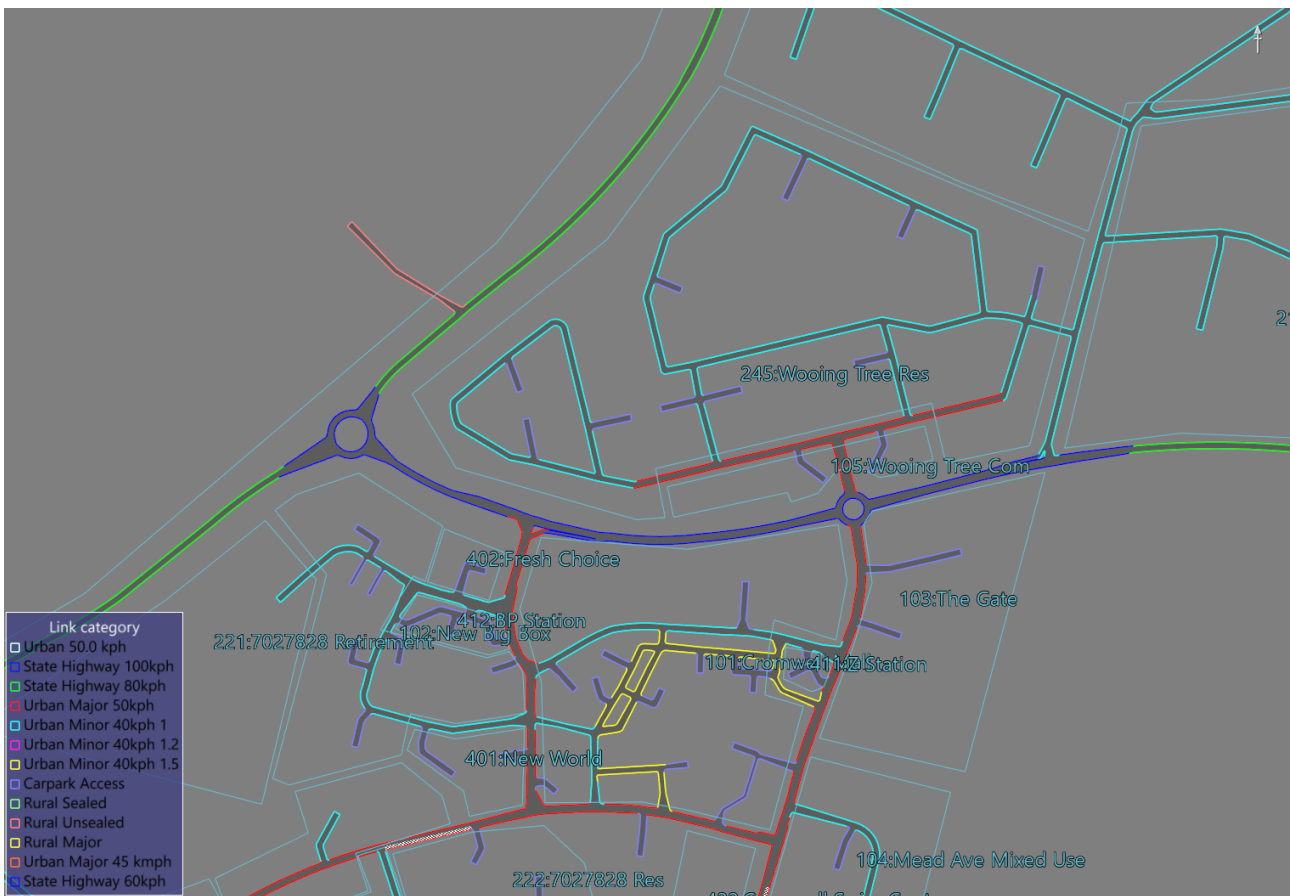 245:Wooing Tree Res
105:Wooing Tree Com
402:Fresh Choice
103:The Gate
412:BP Station
102:New Big Box
221:7027828 Retirement
Link category
Urban 50.0 kph
State Highway 100kph
State Highway 80kph
Urban Major 50kph
Urban Minor 40kph 1
Urban Minor 40kph 1.2
Urban Minor 40kph 1.5
Carpark Access
Rural Sealed
Rural Unsealed
Rural Major
Urban Major 45 kmph
State Highway 60kph
401:New World
104:Mead Ave Mixed Use
222:7027828 Res